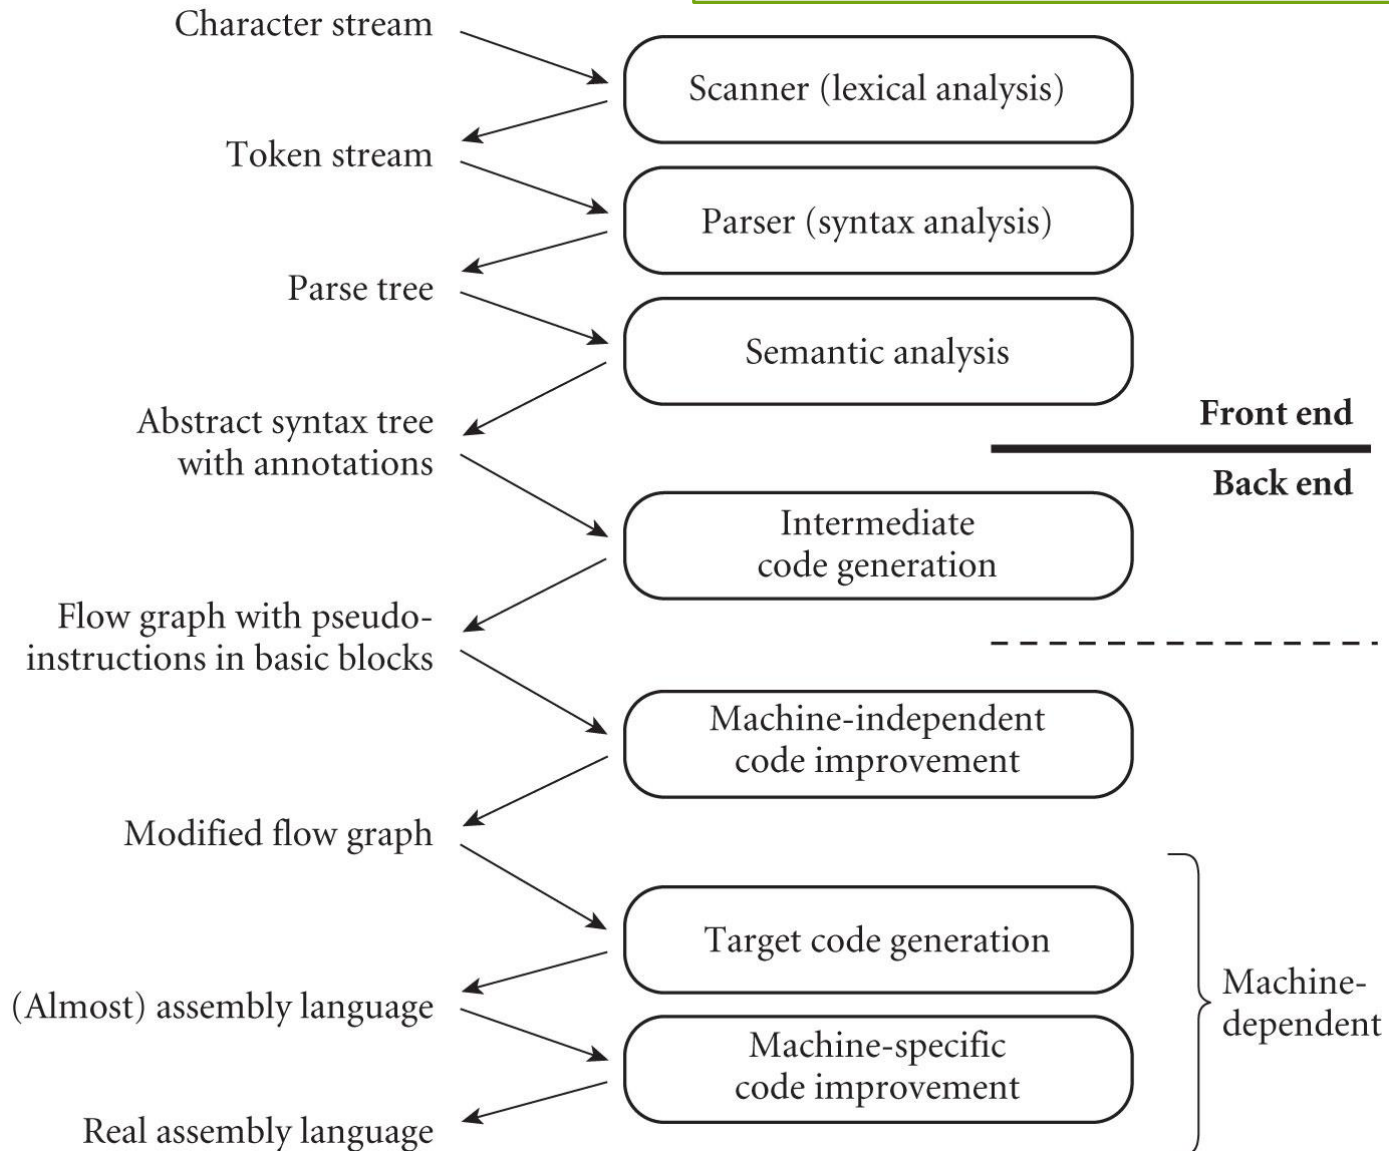 Character stream
Scanner (lexical analysis)
Token stream
Parser (syntax analysis)
Parse tree
Semantic analysis
Abstract syntax tree
with annotations
Front end
Back end
Intermediate
code generation
Flow graph with pseudo-
instructions in basic blocks
Machine-independent
code improvement
Modified flow graph
Target code generation
(Almost) assembly language
Machine-
dependent
Machine-specific
code improvement
Real assembly language